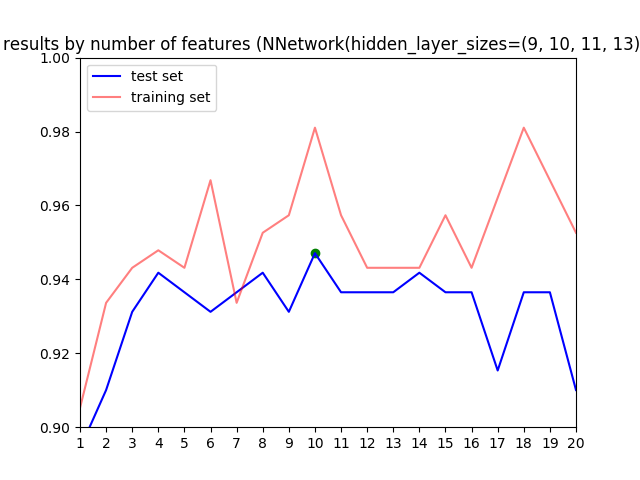 results by number of features (NNetwork(hidden_layer_sizes=(9, 10, 11, 13)
test set
training set
1.00
0.98
0.96
0.94
0.92
0.90
1 2 3 4 5 6 7 8 9 10 11 12 13 14 15 16 17 18 19 20